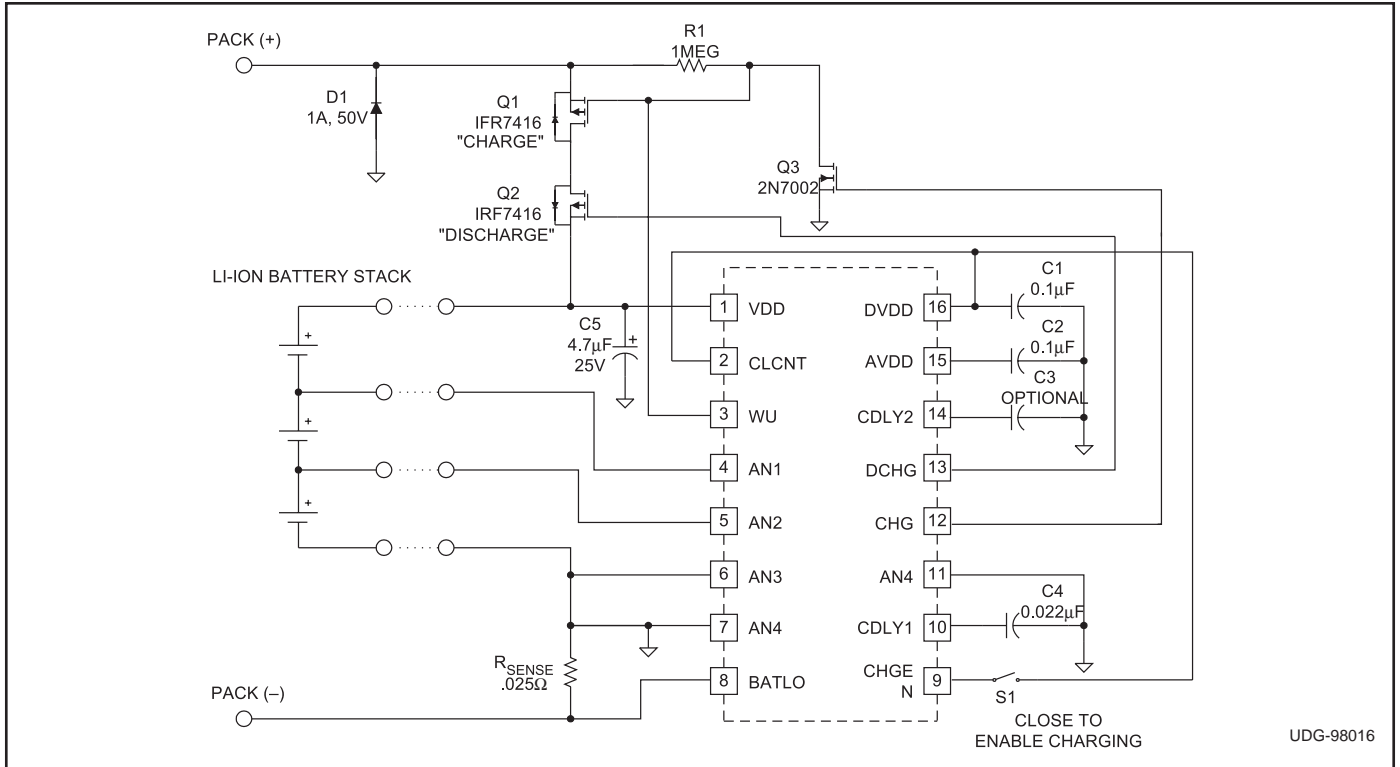 PACK (+)
R1
1MEG
D1
1A, 50V
Q1
IFR7416
"CHARGE"
Q3
2N7002
Q2
IRF7416
"DISCHARGE"
LI-ION BATTERY STACK
+
+
+
C5
4.7µF
25V
+
1 VDD
2 CLCNT
3 WU
4 AN1
5 AN2
6 AN3
7 AN4
8 BATLO
DVDD 16
AVDD 15
CDLY2 14
DCHG 13
CHG 12
AN4 11
CDLY1 10
CHGE
N 9
C1
0.1µF
C2
0.1µF
C3
OPTIONAL
C4
0.022µF
S1
CLOSE TO
ENABLE CHARGING
RSENSE
.025Ω
PACK (–)
UDG-98016